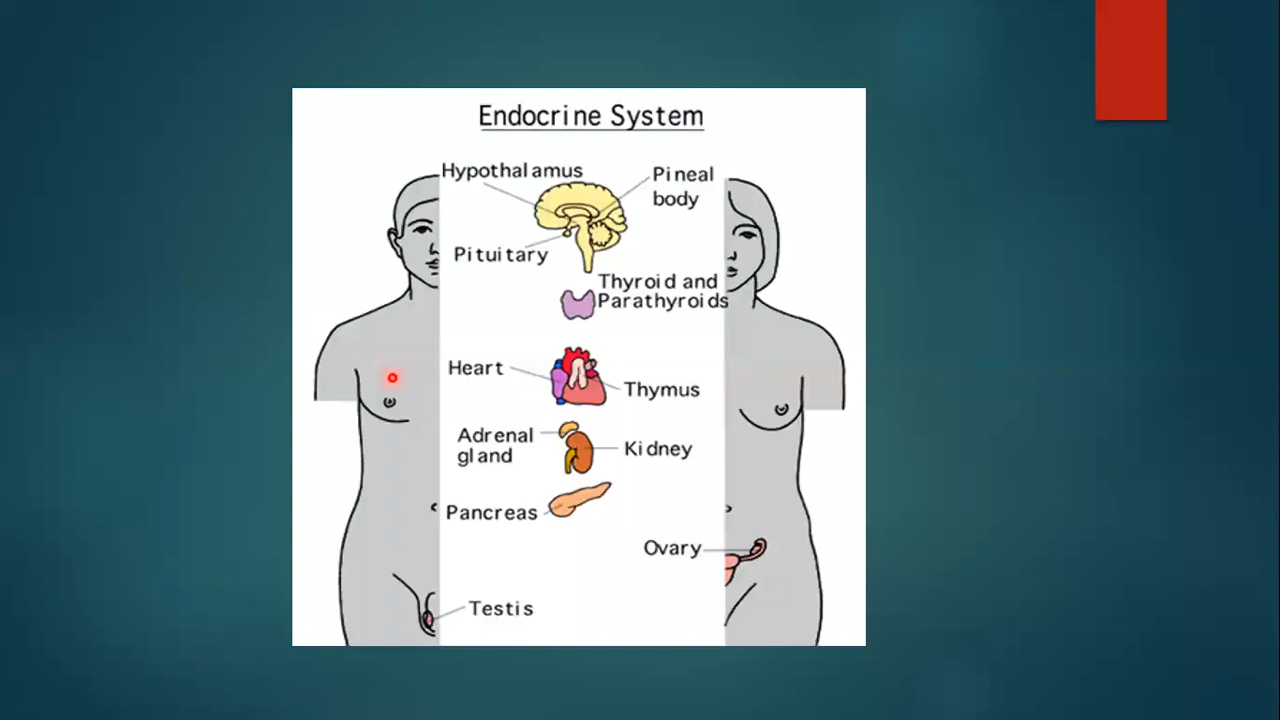 Endocrine System
Hypothalamus
Pineal
body
Pituitary
Thyroid and
Parathyroids
Heart
Thymus
Adrenal
gland
Kidney
Pancreas
Ovary
Testis